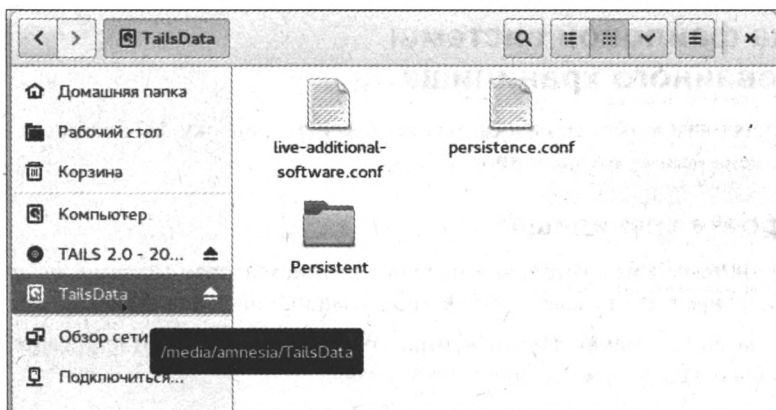 TailsData
Домашняя папка
Рабочий стол
Корзина
Компьютер
TAILS 2.0 - 20...
TailsData
Обзор сети
Подключиться...
live-additional-
software.conf
persistence.conf
Persistent
/media/amnesia/TailsData